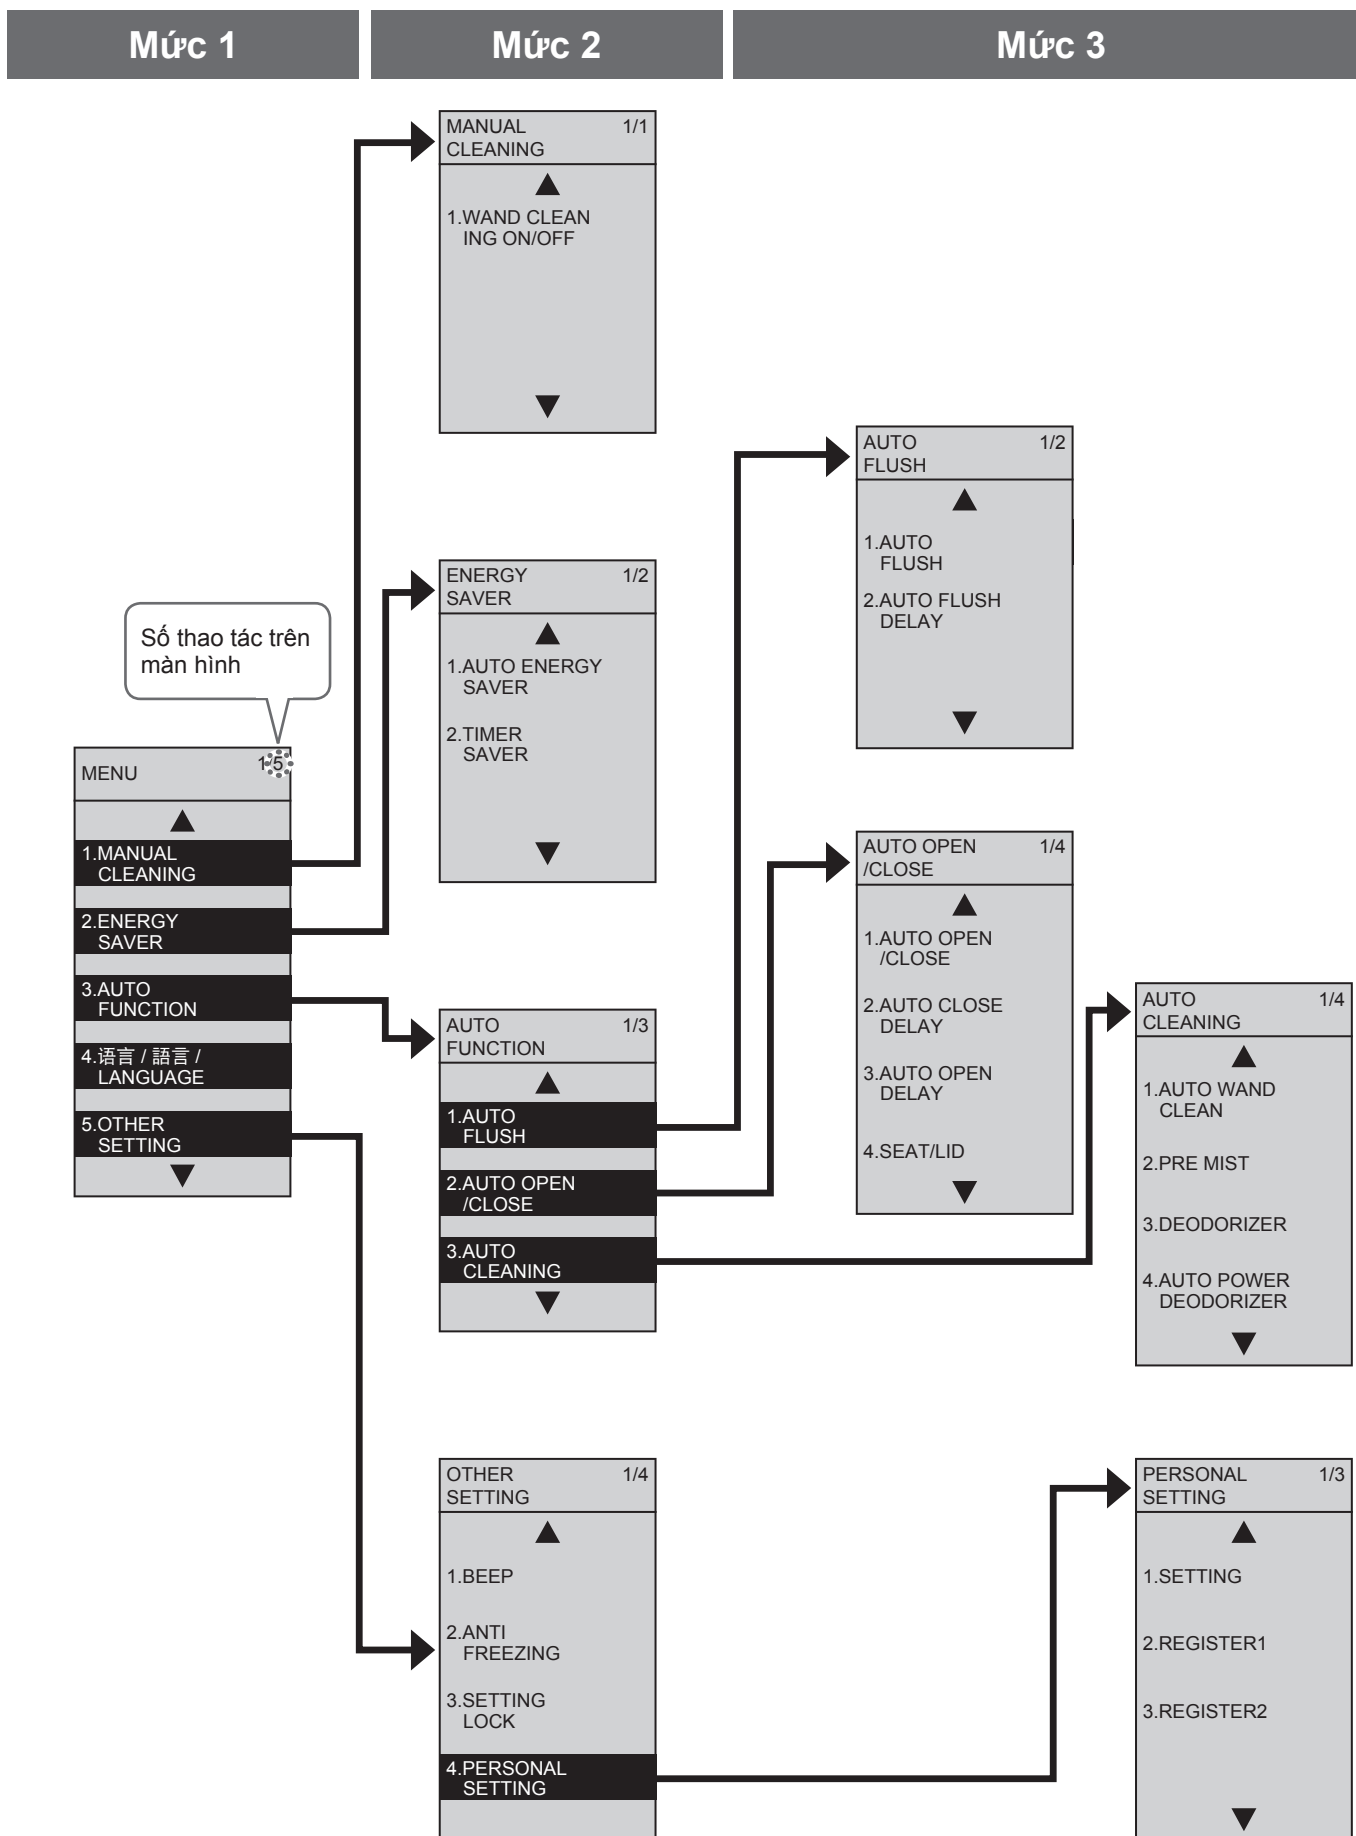 Mức 1
Mức 2
Mức 3
MANUAL 1/1
CLEANING
1.WAND CLEAN
ING ON/OFF
AUTO 1/2
FLUSH
1.AUTO
FLUSH
2.AUTO FLUSH
DELAY
ENERGY 1/2
SAVER
1.AUTO ENERGY
SAVER
2.TIMER
SAVER
Số thao tác trên
màn hình
MENU 1/5
1.MANUAL
CLEANING
2.ENERGY
SAVER
3.AUTO
FUNCTION
4.语言 / 語言 /
LANGUAGE
5.OTHER
SETTING
AUTO OPEN 1/4
/CLOSE
1.AUTO OPEN
/CLOSE
2.AUTO CLOSE
DELAY
3.AUTO OPEN
DELAY
4.SEAT/LID
AUTO 1/3
FUNCTION
1.AUTO
FLUSH
2.AUTO OPEN
/CLOSE
3.AUTO
CLEANING
AUTO 1/4
CLEANING
1.AUTO WAND
CLEAN
2.PRE MIST
3.DEODORIZER
4.AUTO POWER
DEODORIZER
OTHER 1/4
SETTING
1.BEEP
2.ANTI
FREEZING
3.SETTING
LOCK
4.PERSONAL
SETTING
PERSONAL 1/3
SETTING
1.SETTING
2.REGISTER1
3.REGISTER2